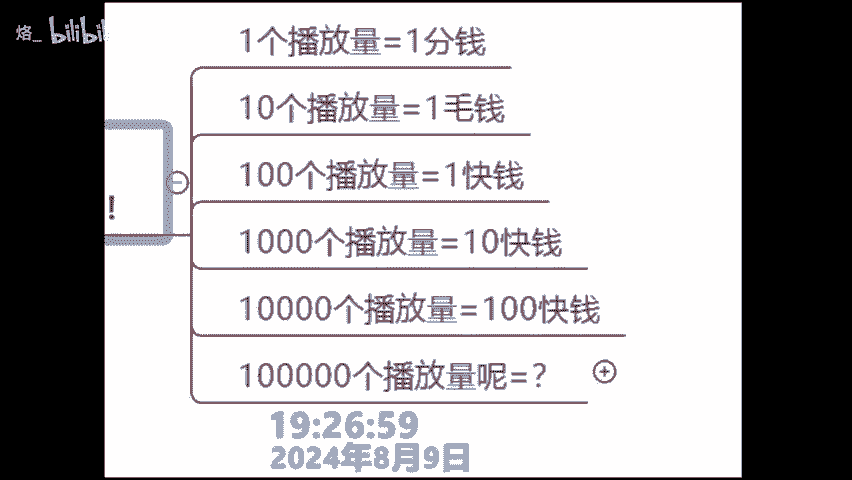 烙_ bilibili
1个播放量=1分钱
10个播放量=1毛钱
100个播放量=1快钱
1000个播放量=10快钱
！
10000个播放量=100快钱
100000个播放量呢=？
19:26:59
2024年8月9日